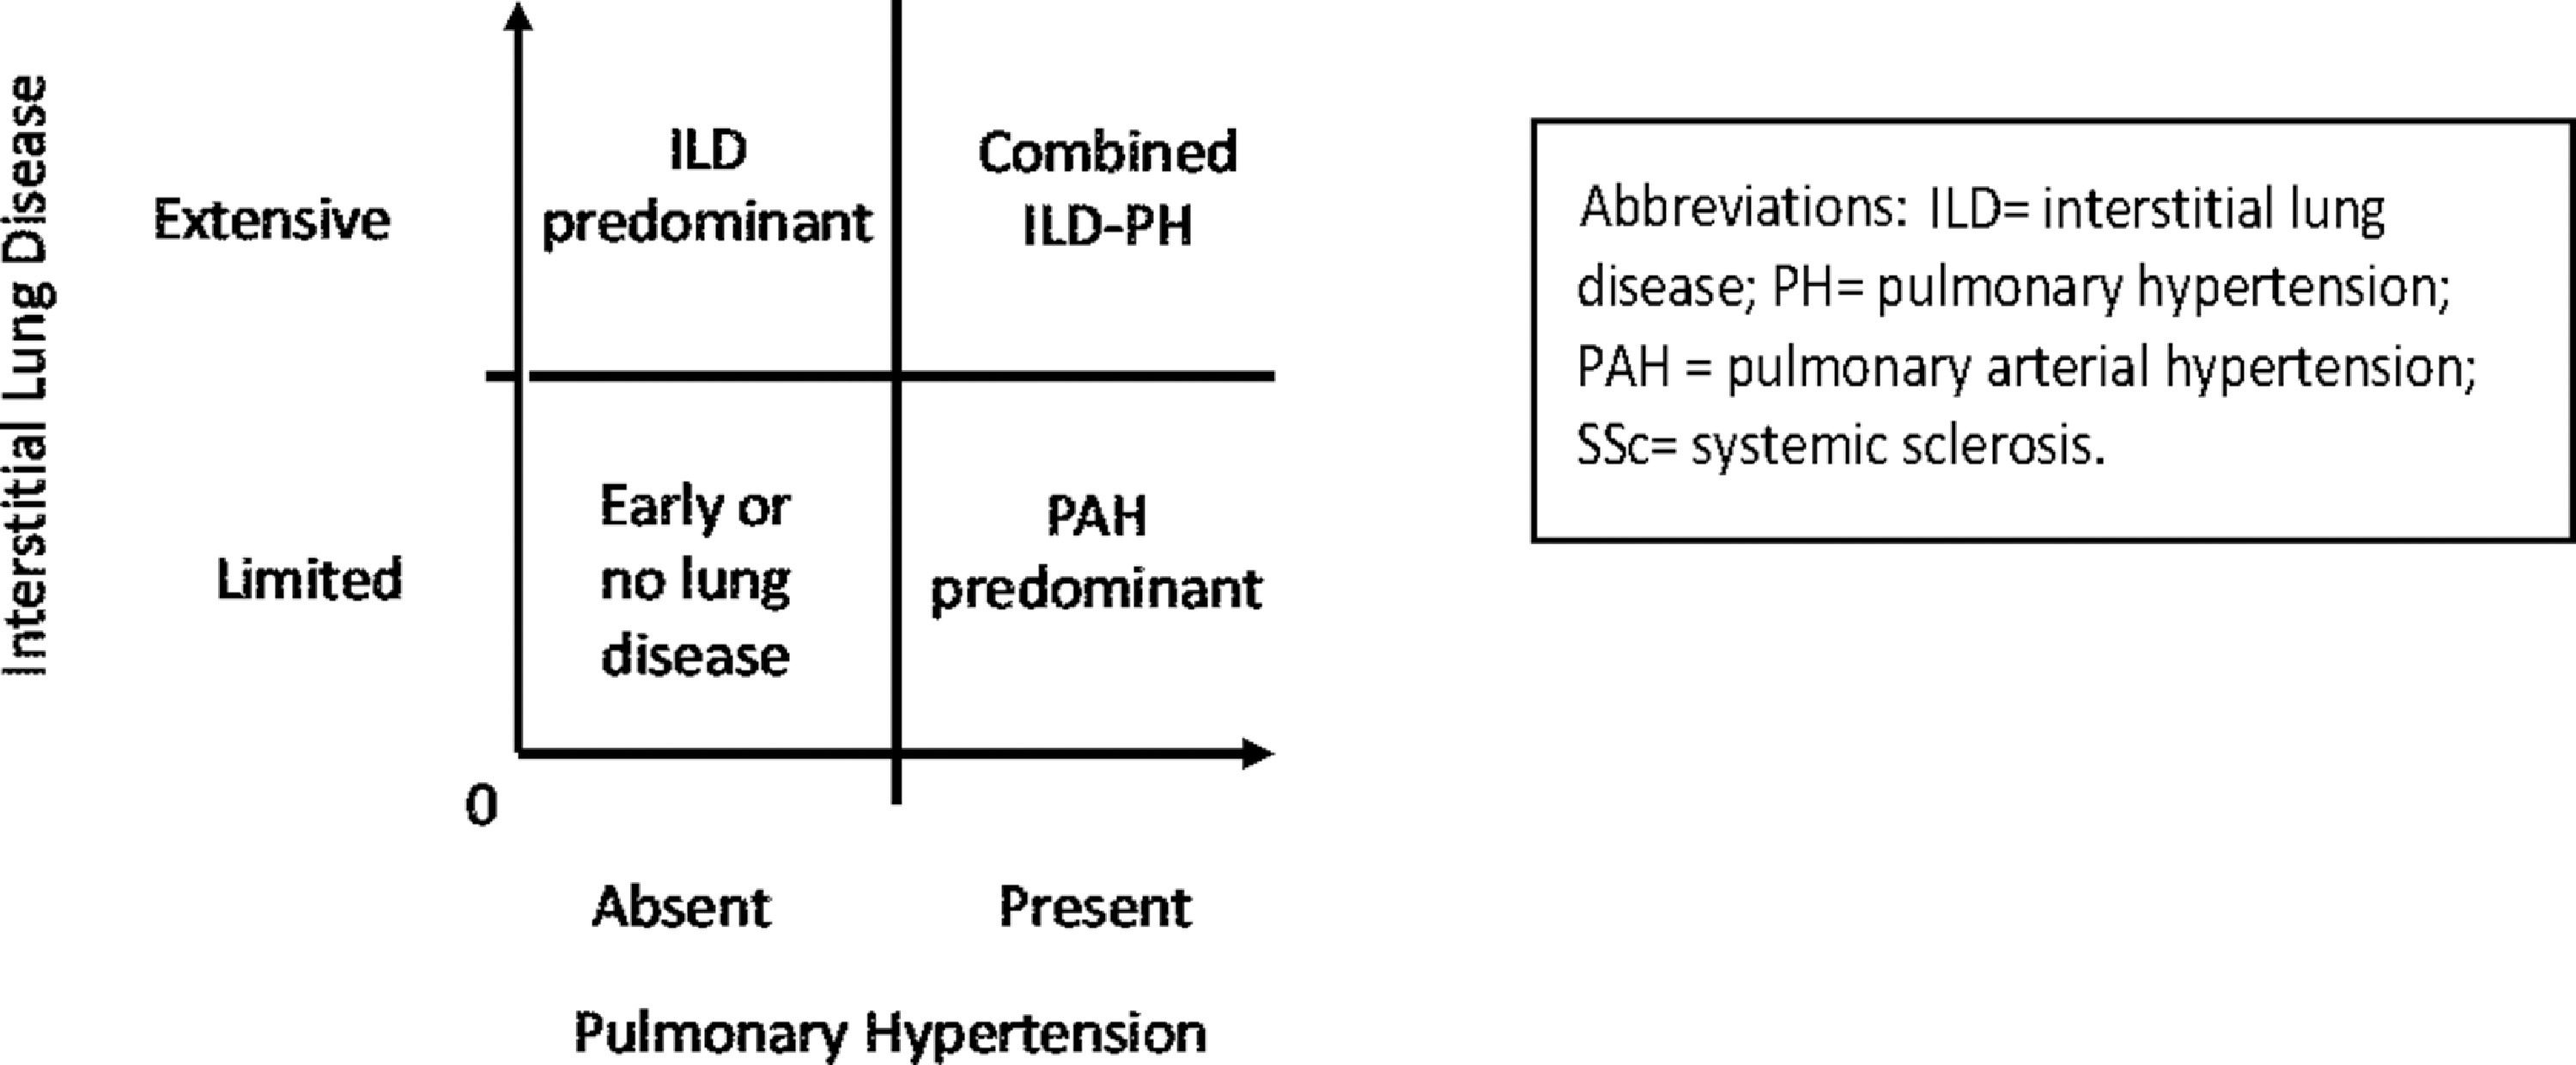 Interstitial Lung Disease
Extensive
Limited
ILD
predominant
Combined
ILD-PH
Early or
no lung
disease
PAH
predominant
0
Absent
Present
Pulmonary Hypertension
Abbreviations: ILD= interstitial lung
disease; PH= pulmonary hypertension;
PAH = pulmonary arterial hypertension;
SSc= systemic sclerosis.